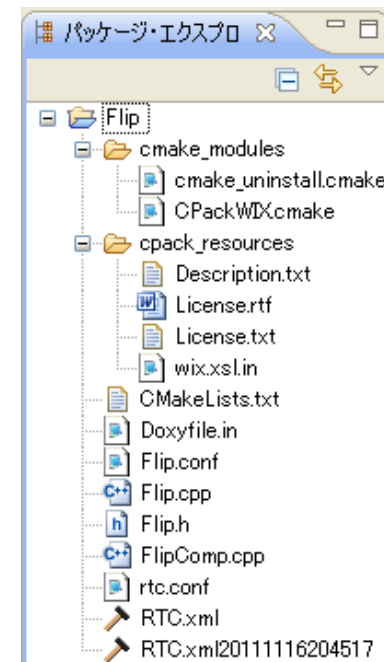 パッケージ・エクスプロ
Flip
cmake_modules
cmake_uninstall.cmake
CPackWIX.cmake
cpack_resources
Description.txt
License.rtf
License.txt
wix.xsl.in
CMakeLists.txt
Doxyfile.in
Flip.conf
Flip.cpp
Flip.h
FlipComp.cpp
rtc.conf
RTC.xml
RTC.xml20111116204517